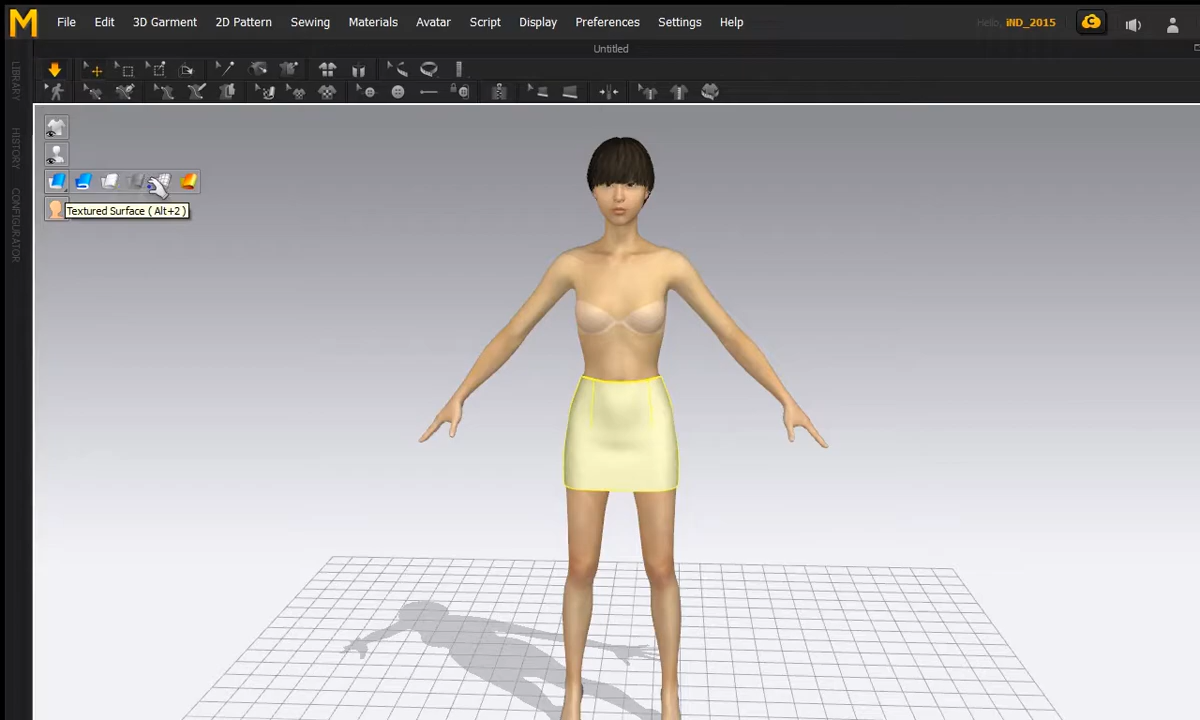 M File Edit 3D Garment 2D Pattern Sewing Materials Avatar Script Display Preferences Settings Help Hello, iND_2015
Untitled
LIBRARY
HISTORY
CONFIGURATOR
Textured Surface ( Alt+2 )